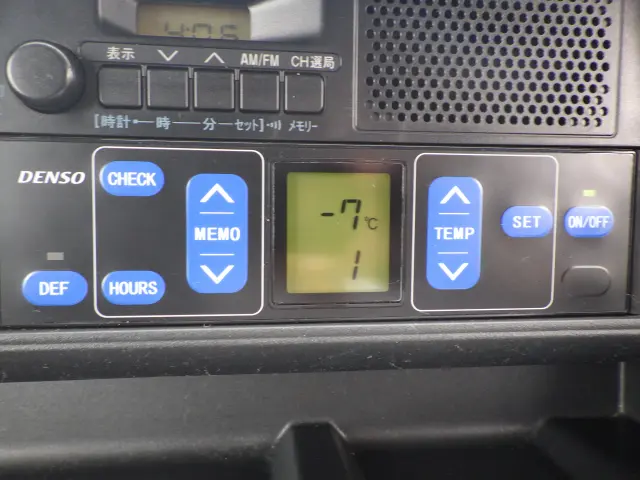 4:06
表示 AM/FM CH選局
[時計 時 分 セット] メモリー
DENSO CHECK MEMO -7℃ TEMP SET ON/OFF
DEF HOURS 1